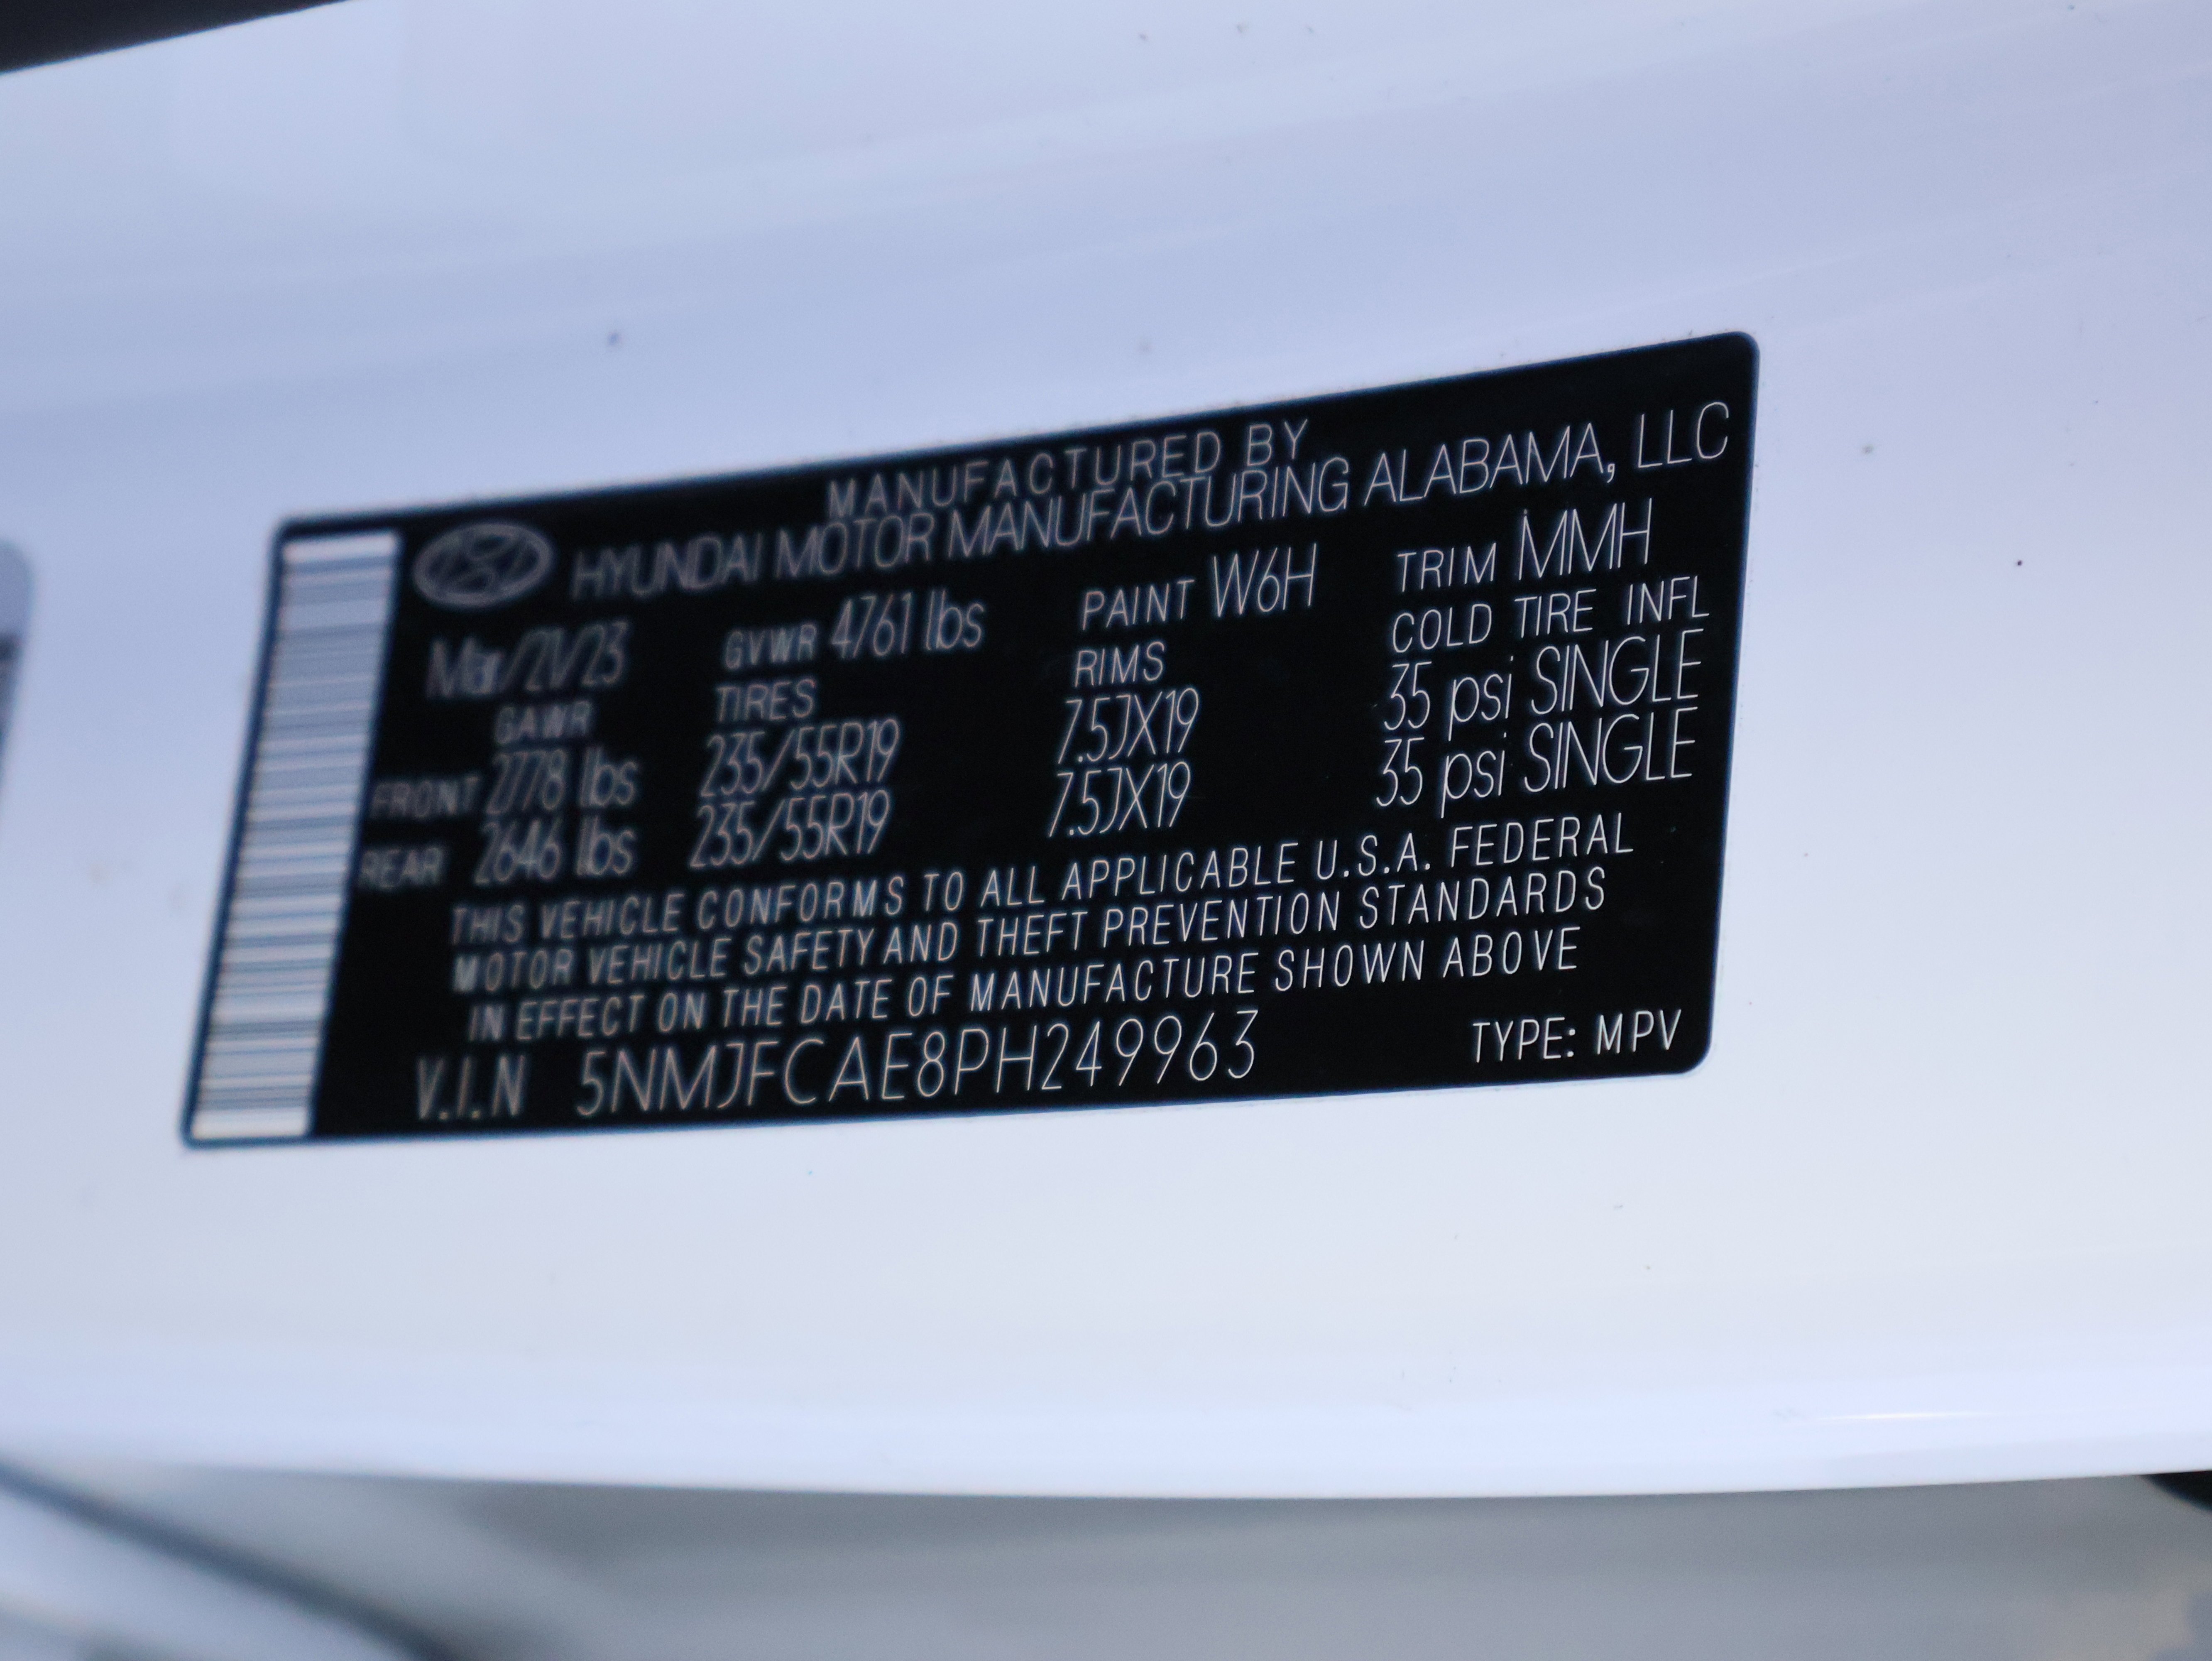 MANUFACTURED BY
HYUNDAI MOTOR MANUFACTURING ALABAMA, LLC
Mar/21/23 GVWR 4761 lbs PAINT W6H TRIM MMH
GAWR TIRES RIMS COLD TIRE INFL
FRONT 2778 lbs 235/55R19 7.5JX19 35 psi SINGLE
REAR 2646 lbs 235/55R19 7.5JX19 35 psi SINGLE
THIS VEHICLE CONFORMS TO ALL APPLICABLE U.S.A. FEDERAL
MOTOR VEHICLE SAFETY AND THEFT PREVENTION STANDARDS
IN EFFECT ON THE DATE OF MANUFACTURE SHOWN ABOVE
V.I.N 5NMJFCAE8PH249963 TYPE: MPV